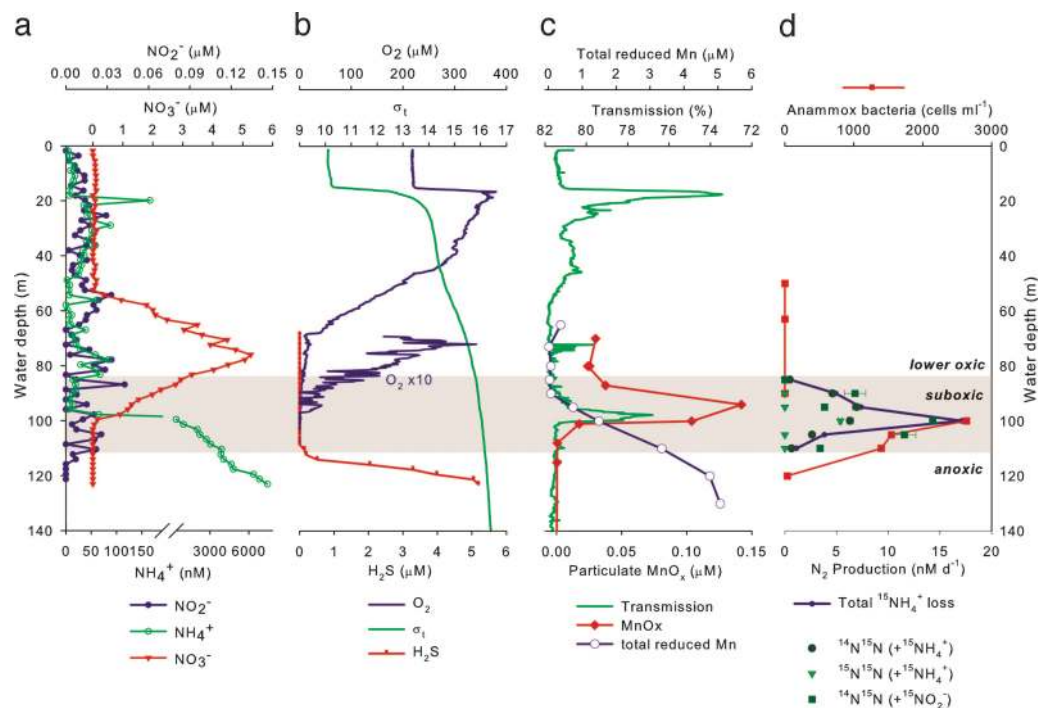 a
NO₂⁻ (μM)
0.00 0.03 0.06 0.09 0.12 0.15
NO₃⁻ (μM)
0 1 2 3 4 5 6
Water depth (m)
0
20
40
60
80
100
120
140
0 50 100 150 3000 6000
NH₄⁺ (nM)
NO₂⁻
NH₄⁺
NO₃⁻
b
O₂ (μM)
0 100 200 300 400
σₜ
9 10 11 12 13 14 15 16 17
O₂ x10
0 1 2 3 4 5 6
H₂S (μM)
O₂
σₜ
H₂S
c
Total reduced Mn (μM)
0 1 2 3 4 5 6
Transmission (%)
82 80 78 76 74 72
0.00 0.05 0.10 0.15
Particulate MnOₓ (μM)
Transmission
MnOx
total reduced Mn
d
Anammox bacteria (cells ml⁻¹)
0 1000 2000 3000
lower oxic
suboxic
anoxic
0
20
40
60
80
100
120
140
Water depth (m)
0 5 10 15 20
N₂ Production (nM d⁻¹)
Total ¹⁵NH₄⁺ loss
¹⁴N¹⁵N (+¹⁵NH₄⁺)
¹⁵N¹⁵N (+¹⁵NH₄⁺)
¹⁴N¹⁵N (+¹⁵NO₂⁻)